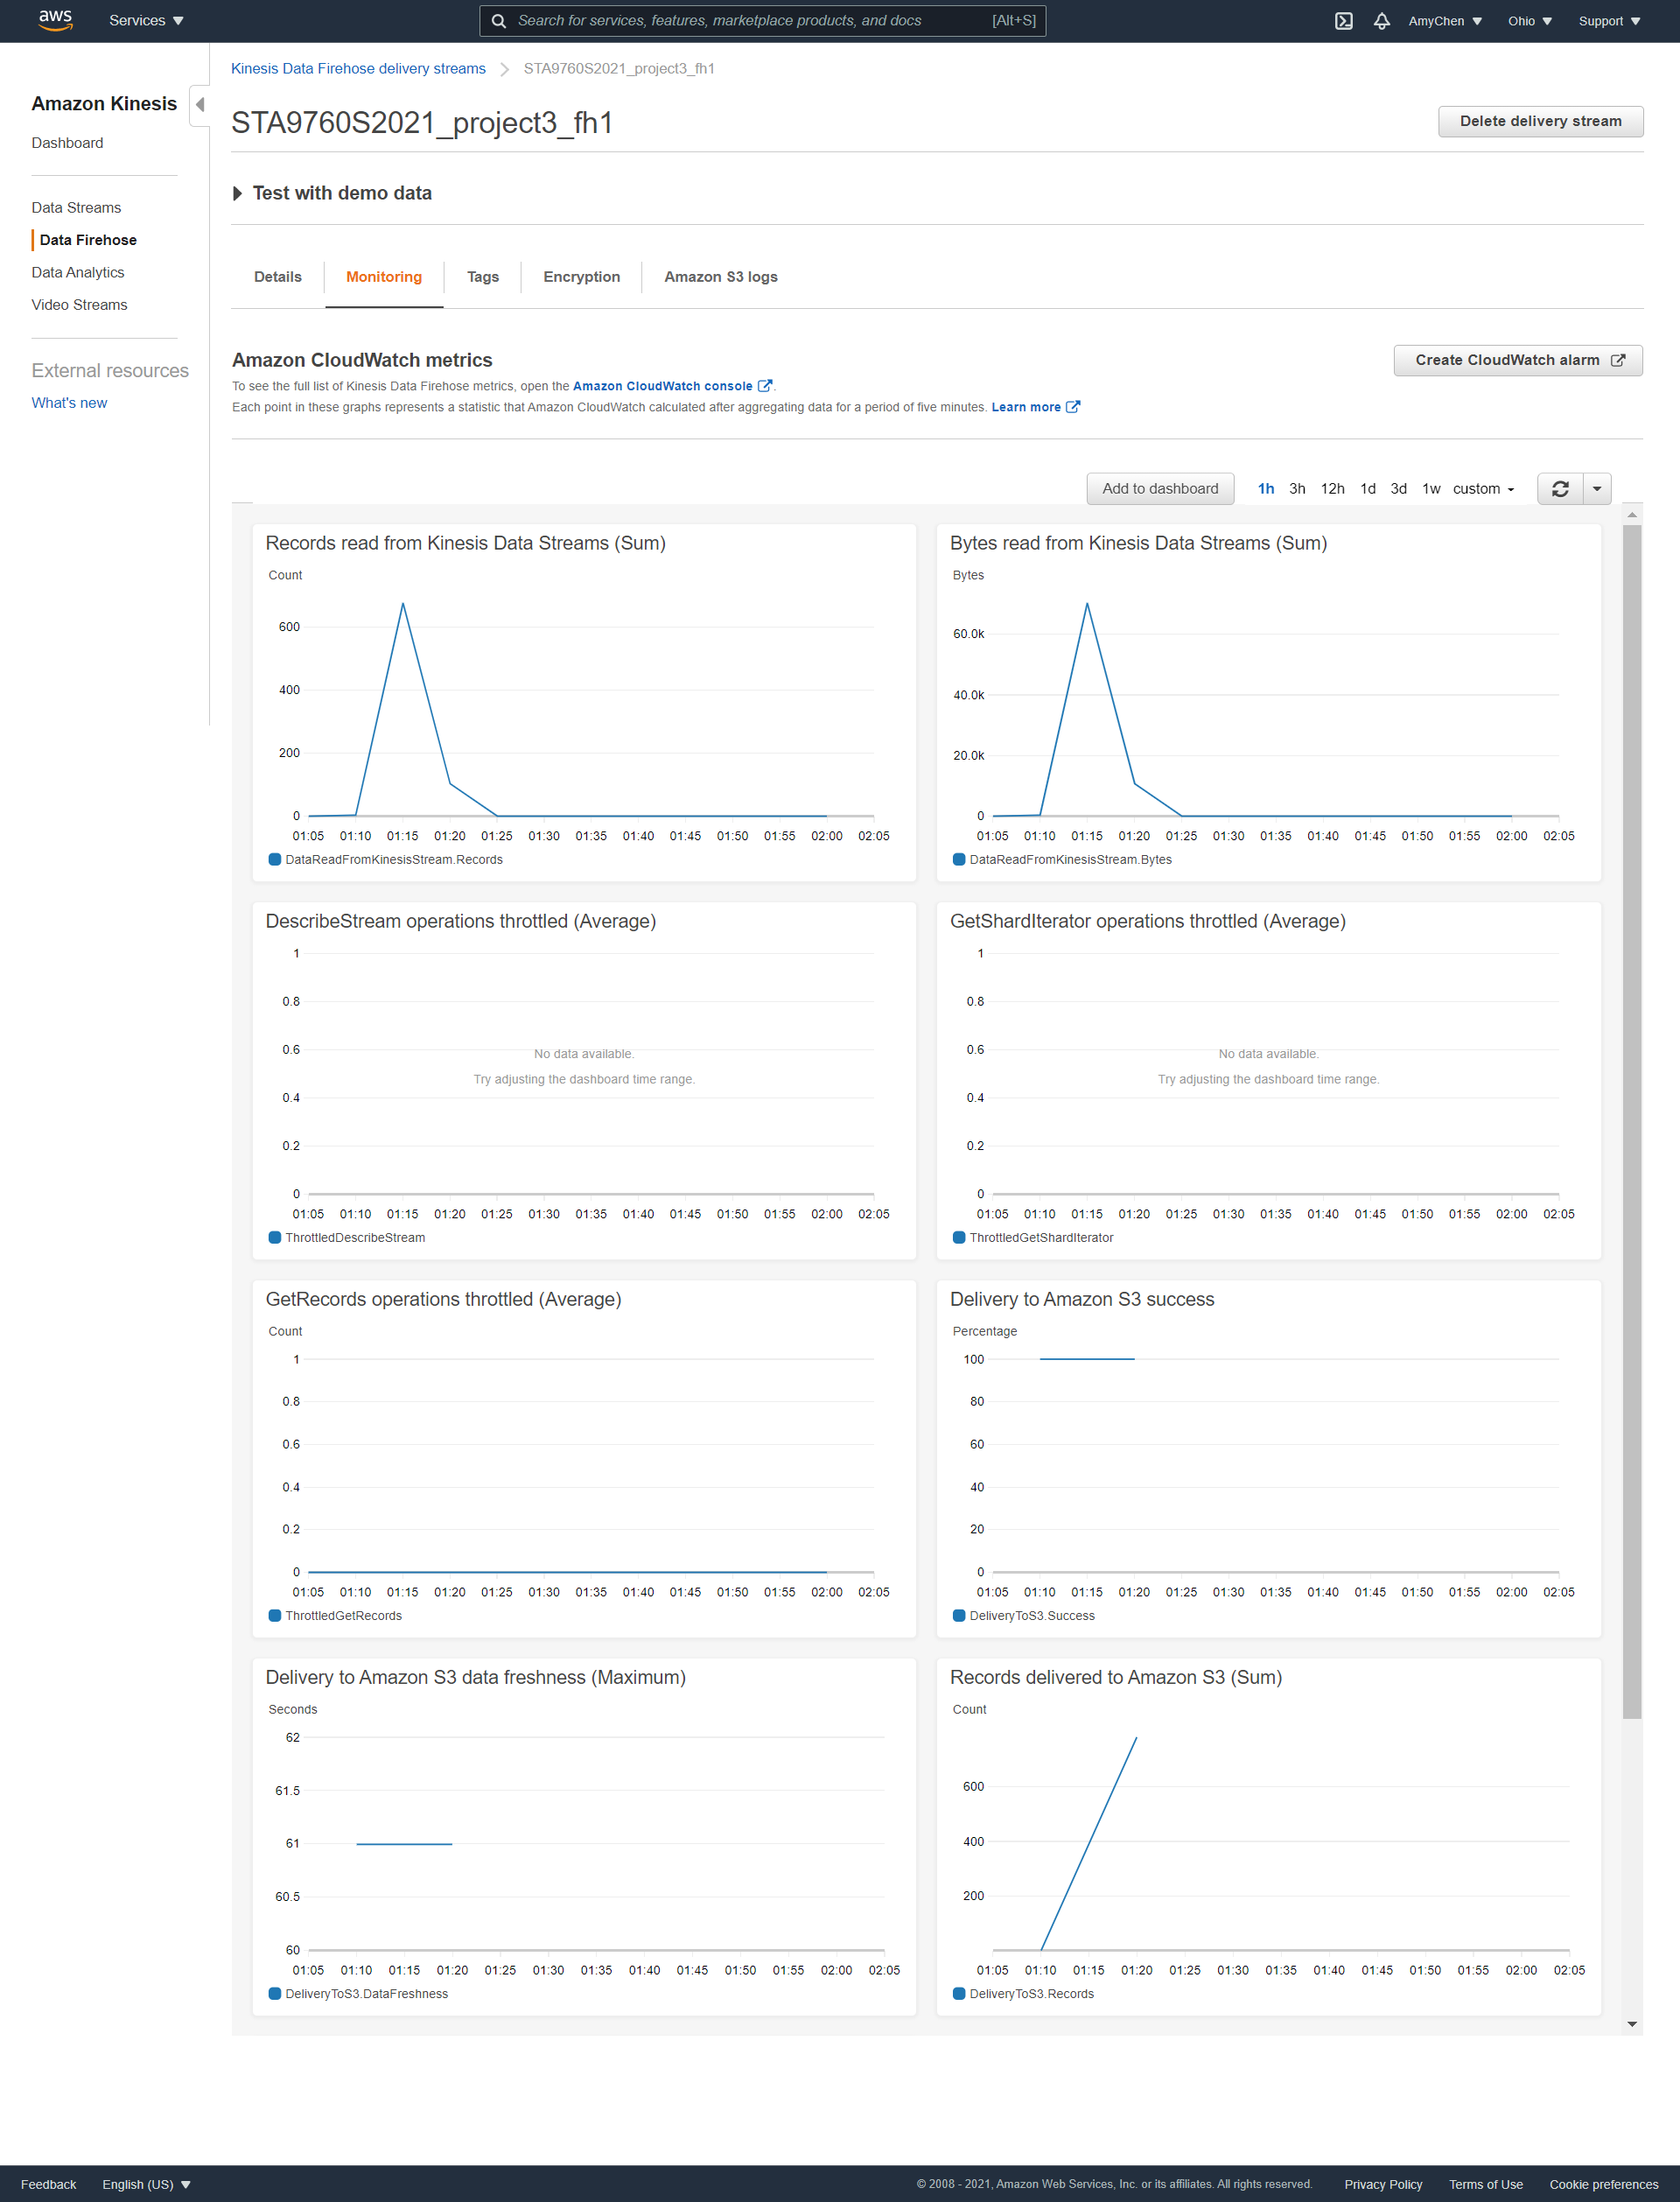 aws Services Search for services, features, marketplace products, and docs [Alt+S] AmyChen Ohio Support
Amazon Kinesis
Dashboard
Data Streams
Data Firehose
Data Analytics
Video Streams
External resources
What's new
Kinesis Data Firehose delivery streams STA9760S2021_project3_fh1
STA9760S2021_project3_fh1
Delete delivery stream
Test with demo data
Details Monitoring Tags Encryption Amazon S3 logs
Amazon CloudWatch metrics
Create CloudWatch alarm
To see the full list of Kinesis Data Firehose metrics, open the Amazon CloudWatch console.
Each point in these graphs represents a statistic that Amazon CloudWatch calculated after aggregating data for a period of five minutes. Learn more
Add to dashboard 1h 3h 12h 1d 3d 1w custom
Records read from Kinesis Data Streams (Sum)
Count
600
400
200
0
01:05 01:10 01:15 01:20 01:25 01:30 01:35 01:40 01:45 01:50 01:55 02:00 02:05
DataReadFromKinesisStream.Records
Bytes read from Kinesis Data Streams (Sum)
Bytes
60.0k
40.0k
20.0k
0
01:05 01:10 01:15 01:20 01:25 01:30 01:35 01:40 01:45 01:50 01:55 02:00 02:05
DataReadFromKinesisStream.Bytes
DescribeStream operations throttled (Average)
1
0.8
0.6
No data available.
Try adjusting the dashboard time range.
0.4
0.2
0
01:05 01:10 01:15 01:20 01:25 01:30 01:35 01:40 01:45 01:50 01:55 02:00 02:05
ThrottledDescribeStream
GetShardIterator operations throttled (Average)
1
0.8
0.6
No data available.
Try adjusting the dashboard time range.
0.4
0.2
0
01:05 01:10 01:15 01:20 01:25 01:30 01:35 01:40 01:45 01:50 01:55 02:00 02:05
ThrottledGetShardIterator
GetRecords operations throttled (Average)
Count
1
0.8
0.6
0.4
0.2
0
01:05 01:10 01:15 01:20 01:25 01:30 01:35 01:40 01:45 01:50 01:55 02:00 02:05
ThrottledGetRecords
Delivery to Amazon S3 success
Percentage
100
80
60
40
20
0
01:05 01:10 01:15 01:20 01:25 01:30 01:35 01:40 01:45 01:50 01:55 02:00 02:05
DeliveryToS3.Success
Delivery to Amazon S3 data freshness (Maximum)
Seconds
62
61.5
61
60.5
60
01:05 01:10 01:15 01:20 01:25 01:30 01:35 01:40 01:45 01:50 01:55 02:00 02:05
DeliveryToS3.DataFreshness
Records delivered to Amazon S3 (Sum)
Count
600
400
200
01:05 01:10 01:15 01:20 01:25 01:30 01:35 01:40 01:45 01:50 01:55 02:00 02:05
DeliveryToS3.Records
Feedback English (US) © 2008 - 2021, Amazon Web Services, Inc. or its affiliates. All rights reserved. Privacy Policy Terms of Use Cookie preferences